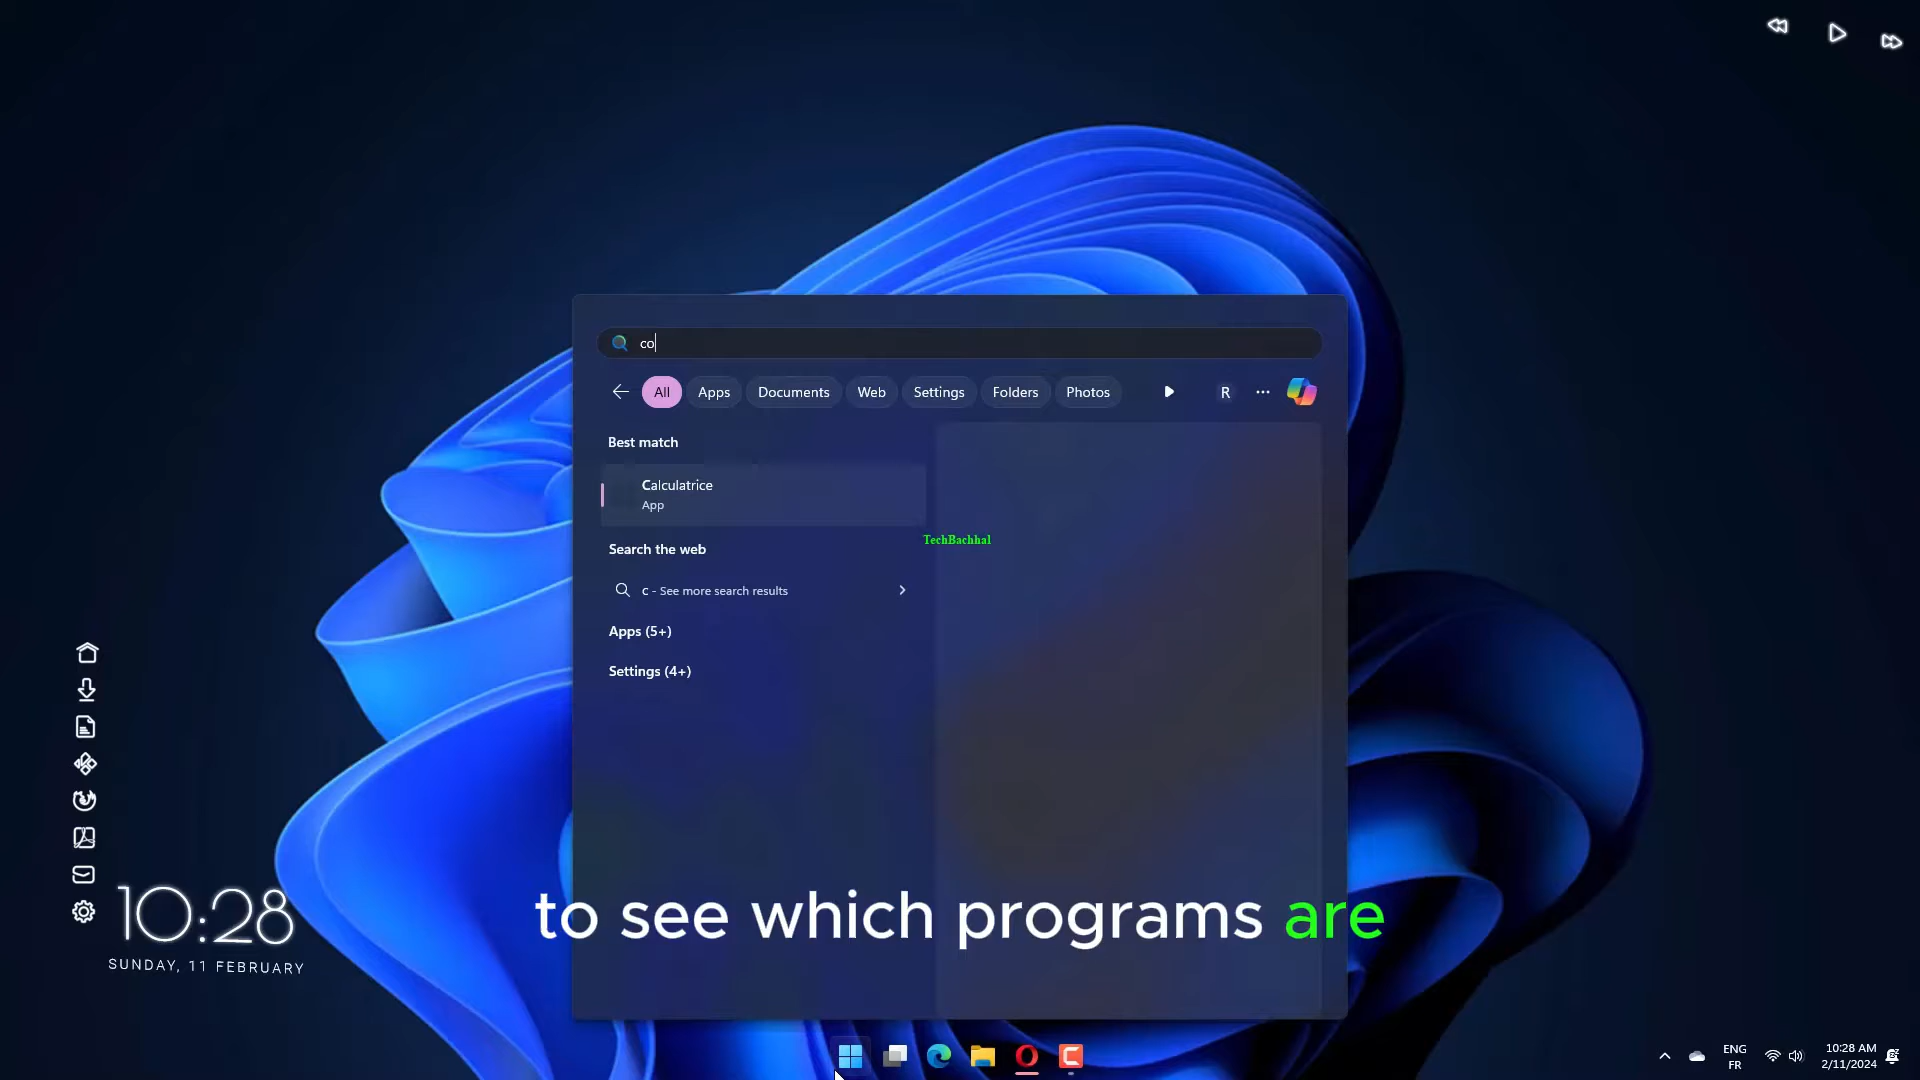 co
All Apps Documents Web Settings Folders Photos R
Best match
Calculatrice
App
TechBachhal
Search the web
c - See more search results
Apps (5+)
Settings (4+)
to see which programs are
10:28
SUNDAY, 11 FEBRUARY
ENG
FR
10:28 AM
2/11/2024